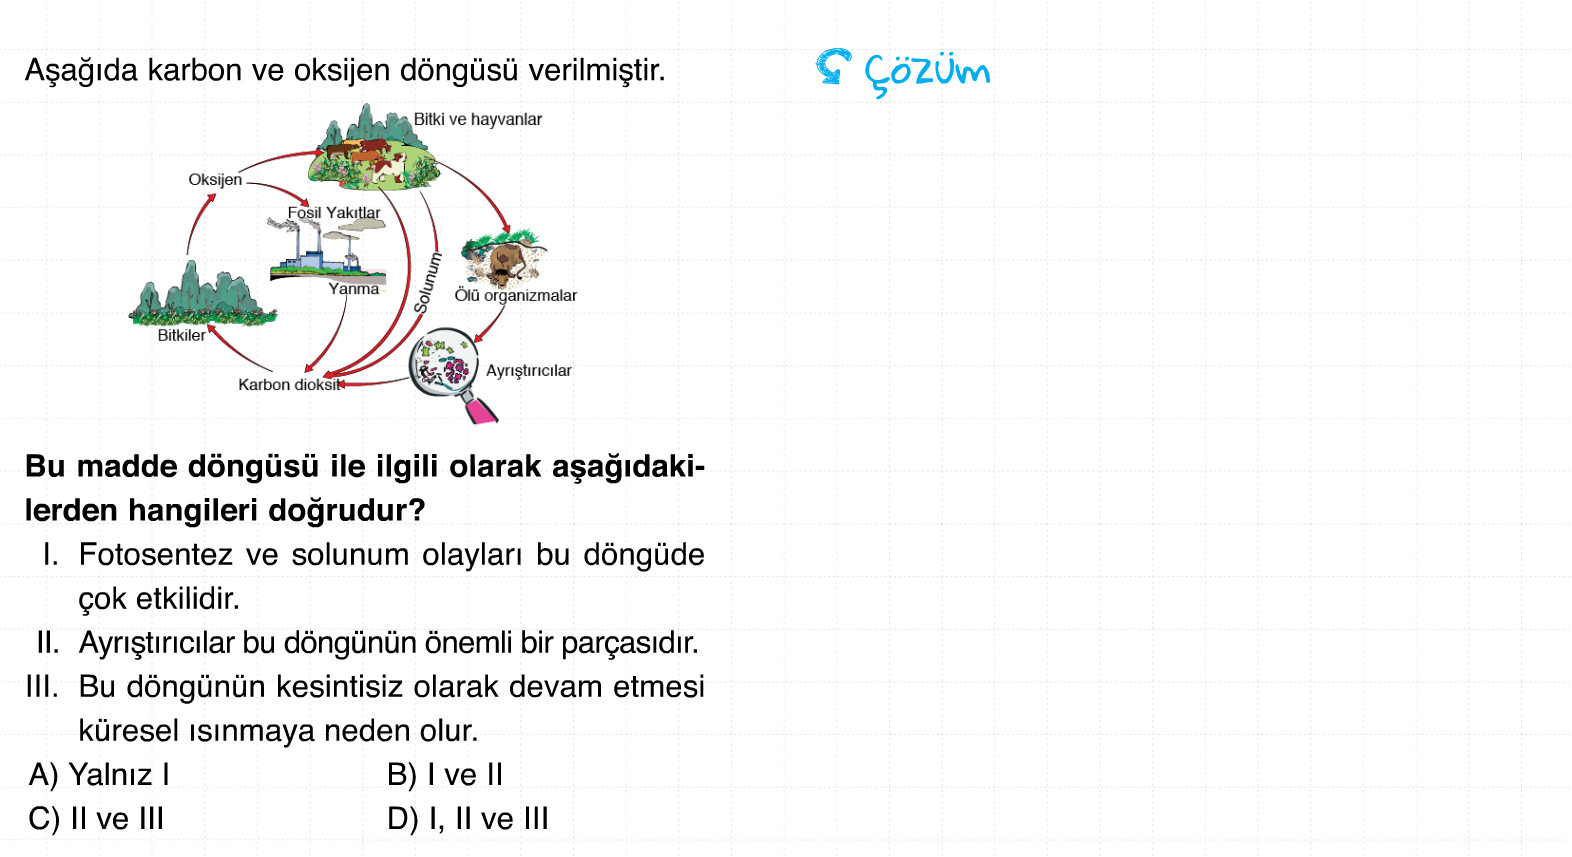 Aşağıda karbon ve oksijen döngüsü verilmiştir.
Çözüm
Bitki ve hayvanlar
Oksijen
Fosil Yakıtlar
Solunum
Yanma
Ölü organizmalar
Bitkiler
Ayrıştırıcılar
Karbon dioksit
Bu madde döngüsü ile ilgili olarak aşağıdaki-
lerden hangileri doğrudur?
I. Fotosentez ve solunum olayları bu döngüde
çok etkilidir.
II. Ayrıştırıcılar bu döngünün önemli bir parçasıdır.
III. Bu döngünün kesintisiz olarak devam etmesi
küresel ısınmaya neden olur.
A) Yalnız I B) I ve II
C) II ve III D) I, II ve III